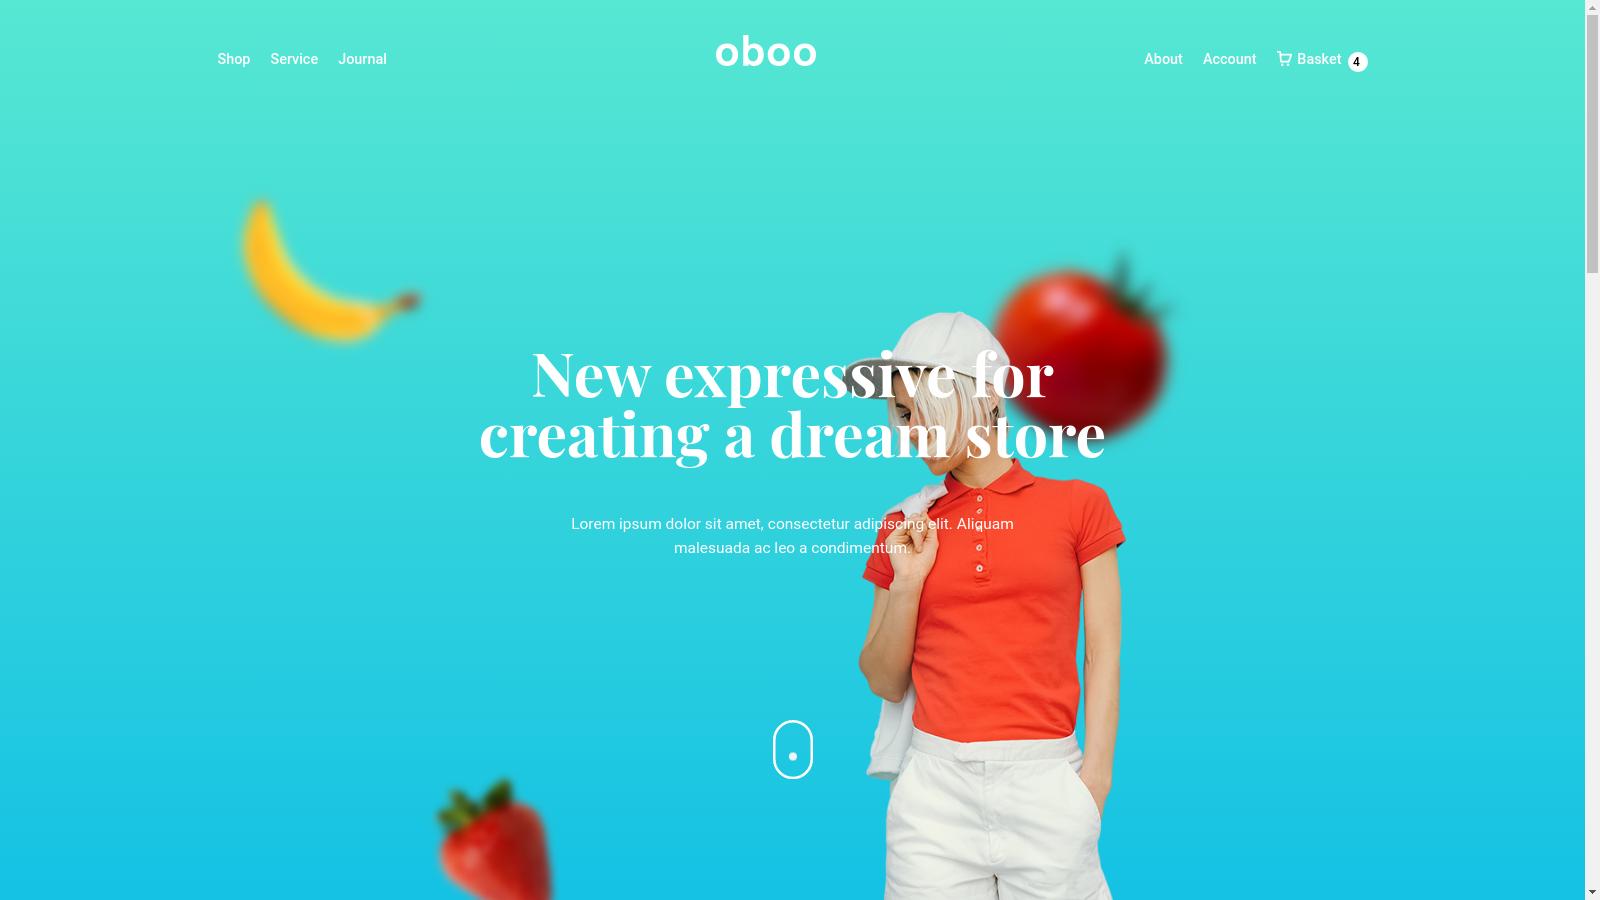 Shop Service Journal
oboo
About Account Basket 4
New expressive for
creating a dream store
Lorem ipsum dolor sit amet, consectetur adipiscing elit. Aliquam
malesuada ac leo a condimentum.